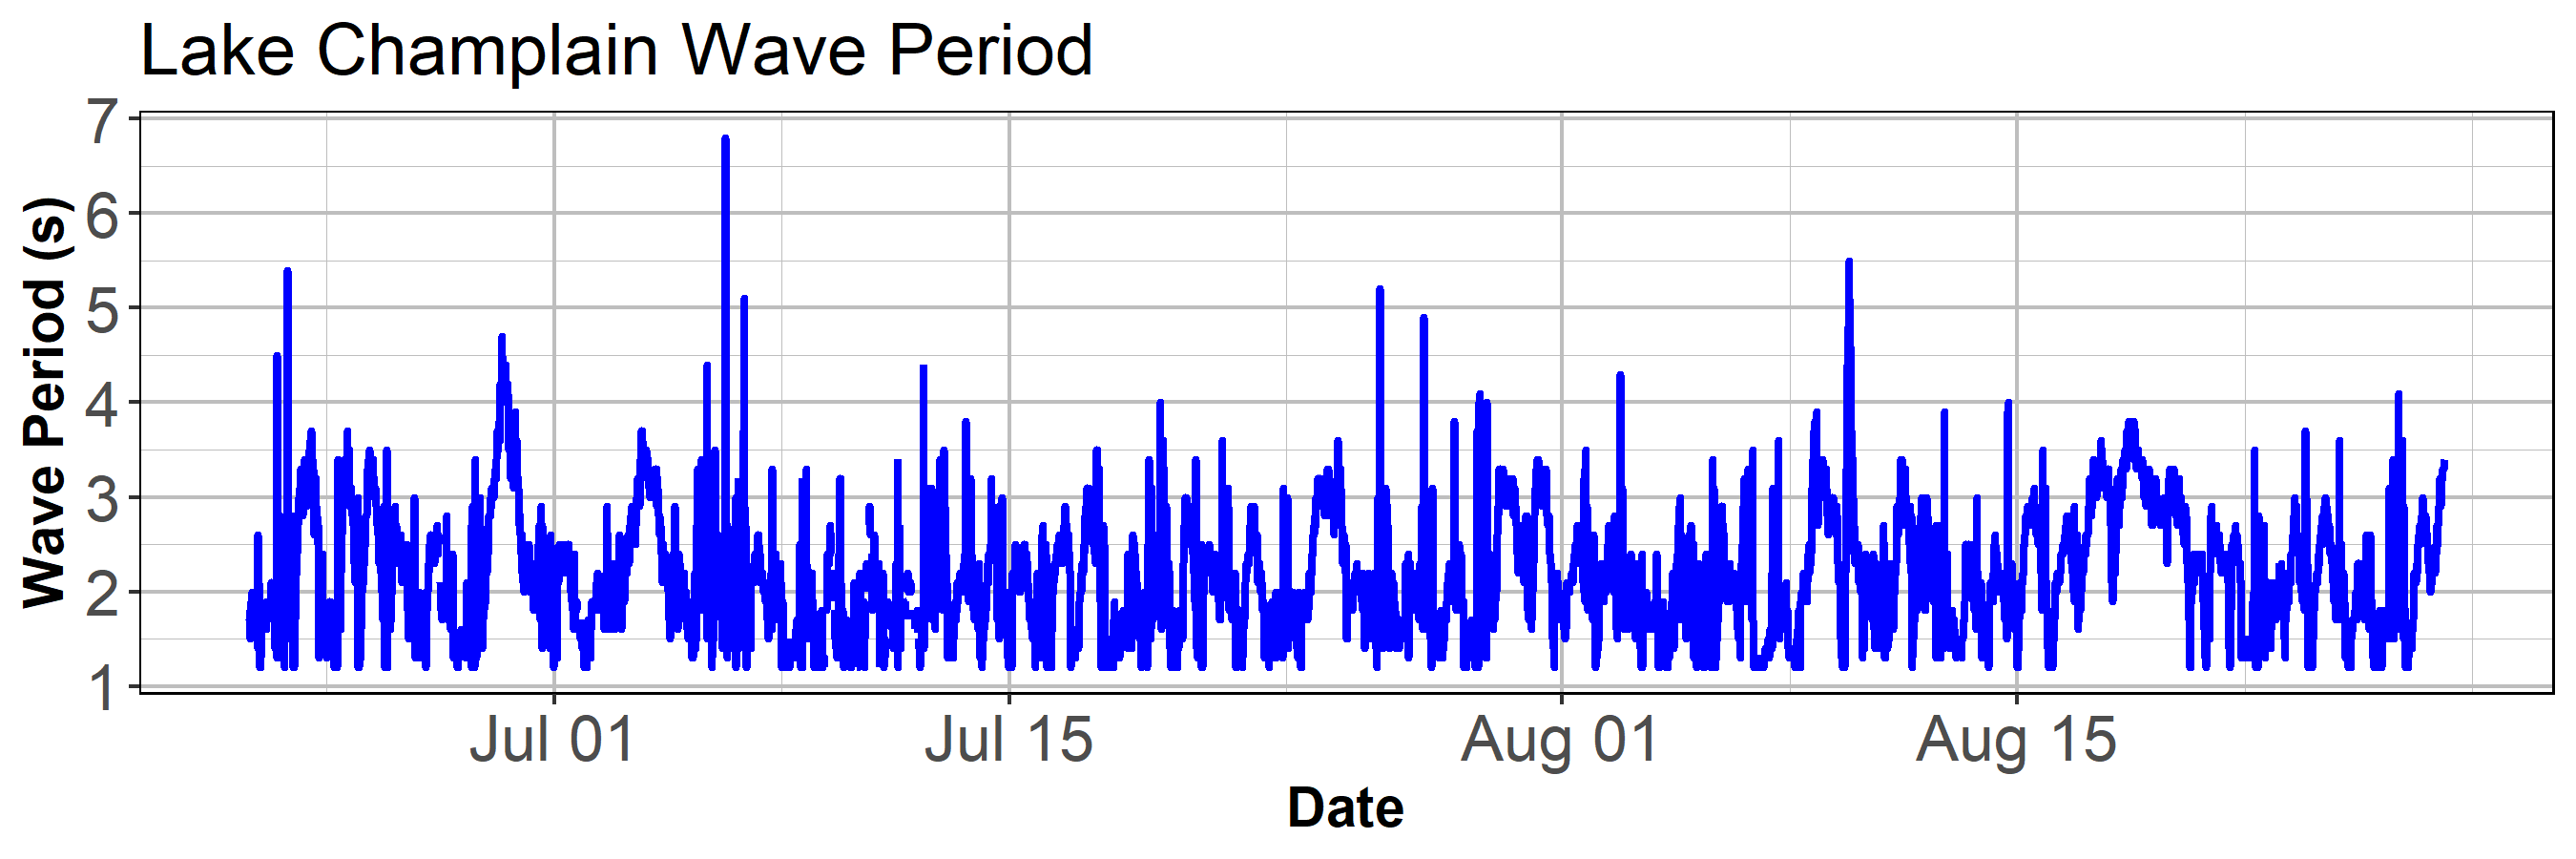 Lake Champlain Wave Period
Wave Period (s)
7
6
5
4
3
2
1
Jul 01
Jul 15
Aug 01
Aug 15
Date